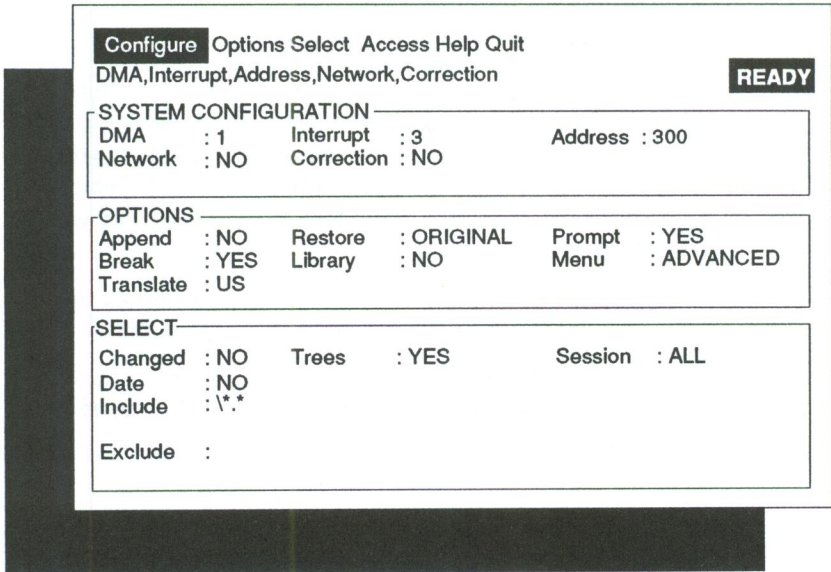 Configure Options Select Access Help Quit
DMA,Interrupt,Address,Network,Correction READY
SYSTEM CONFIGURATION
DMA : 1 Interrupt : 3 Address : 300
Network : NO Correction : NO
OPTIONS
Append : NO Restore : ORIGINAL Prompt : YES
Break : YES Library : NO Menu : ADVANCED
Translate : US
SELECT
Changed : NO Trees : YES Session : ALL
Date : NO
Include : \*.*
Exclude :